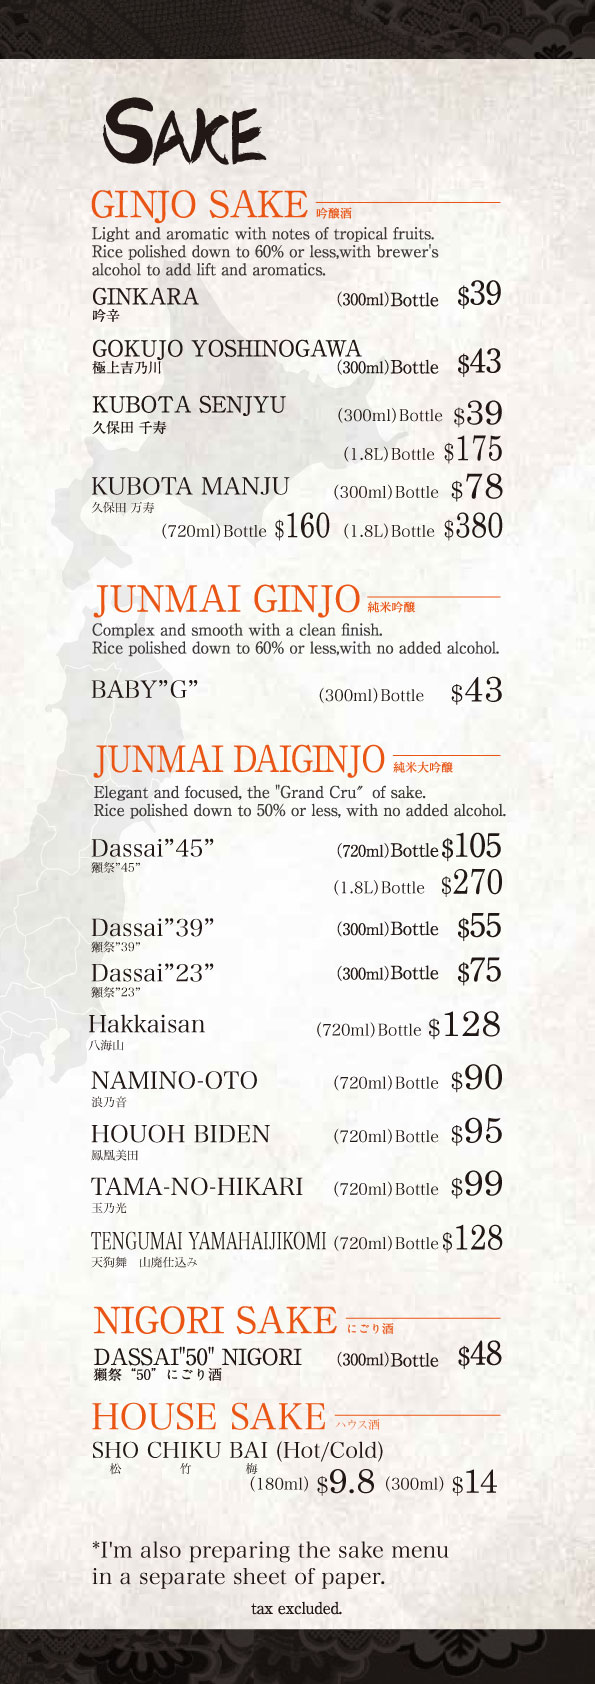 SAKE
GINJO SAKE 吟醸酒
Light and aromatic with notes of tropical fruits.
Rice polished down to 60% or less,with brewer's
alcohol to add lift and aromatics.
GINKARA (300ml)Bottle $39
吟辛
GOKUJO YOSHINOGAWA
極上吉乃川 (300ml)Bottle $43
KUBOTA SENJYU (300ml)Bottle $39
久保田 千寿
(1.8L)Bottle $175
KUBOTA MANJU (300ml)Bottle $78
久保田 万寿
(720ml)Bottle $160 (1.8L)Bottle $380
JUNMAI GINJO 純米吟醸
Complex and smooth with a clean finish.
Rice polished down to 60% or less,with no added alcohol.
BABY”G” (300ml)Bottle $43
JUNMAI DAIGINJO 純米大吟醸
Elegant and focused, the "Grand Cru″ of sake.
Rice polished down to 50% or less, with no added alcohol.
Dassai”45” (720ml)Bottle $105
獺祭”45”
(1.8L)Bottle $270
Dassai”39” (300ml)Bottle $55
獺祭”39”
Dassai”23” (300ml)Bottle $75
獺祭”23”
Hakkaisan (720ml)Bottle $128
八海山
NAMINO-OTO (720ml)Bottle $90
浪乃音
HOUOH BIDEN (720ml)Bottle $95
鳳凰美田
TAMA-NO-HIKARI (720ml)Bottle $99
玉乃光
TENGUMAI YAMAHAIJIKOMI (720ml)Bottle $128
天狗舞 山廃仕込み
NIGORI SAKE にごり酒
DASSAI"50" NIGORI (300ml)Bottle $48
獺祭 “50” にごり酒
HOUSE SAKE ハウス酒
SHO CHIKU BAI (Hot/Cold)
松 竹 梅
(180ml) $9.8 (300ml) $14
*I'm also preparing the sake menu
in a separate sheet of paper.
tax excluded.